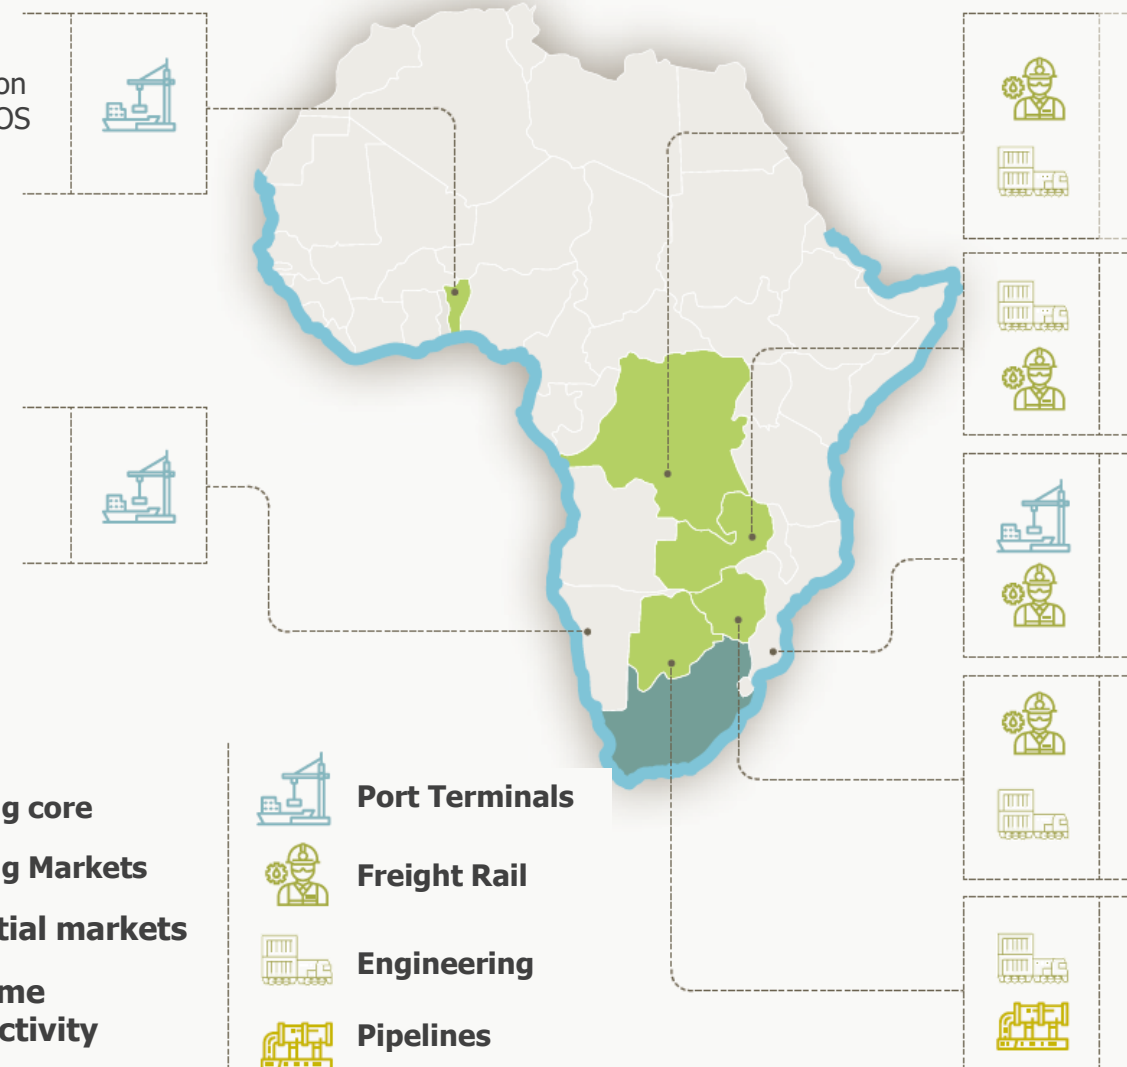 on
OS
g core
g Markets
tial markets
me
ctivity
Port Terminals
Freight Rail
Engineering
Pipelines